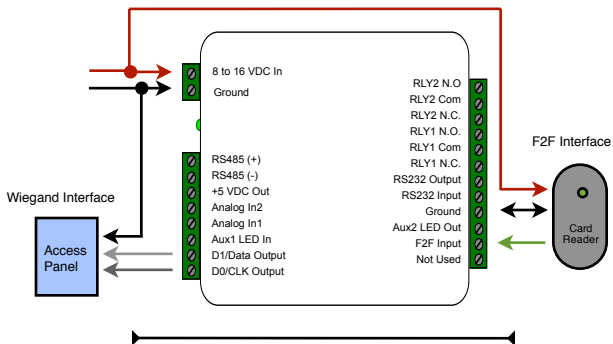 8 to 16 VDC In
Ground
RS485 (+)
RS485 (-)
+5 VDC Out
Analog In2
Analog In1
Aux1 LED In
D1/Data Output
D0/CLK Output
RLY2 N.O
RLY2 Com
RLY2 N.C.
RLY1 N.O.
RLY1 Com
RLY1 N.C.
RS232 Output
RS232 Input
Ground
Aux2 LED Out
F2F Input
Not Used
Wiegand Interface
Access
Panel
F2F Interface
Card
Reader